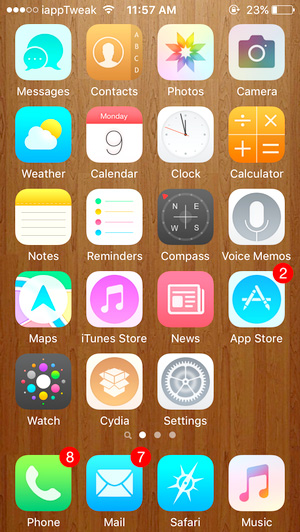 iappTweak 11:57 AM 23%
Messages Contacts A B C D Photos Camera
Monday
9
Weather Calendar Clock Calculator
N E W S
Notes Reminders Compass Voice Memos
2
Maps iTunes Store News App Store
Watch Cydia Settings
8 7
Phone Mail Safari Music